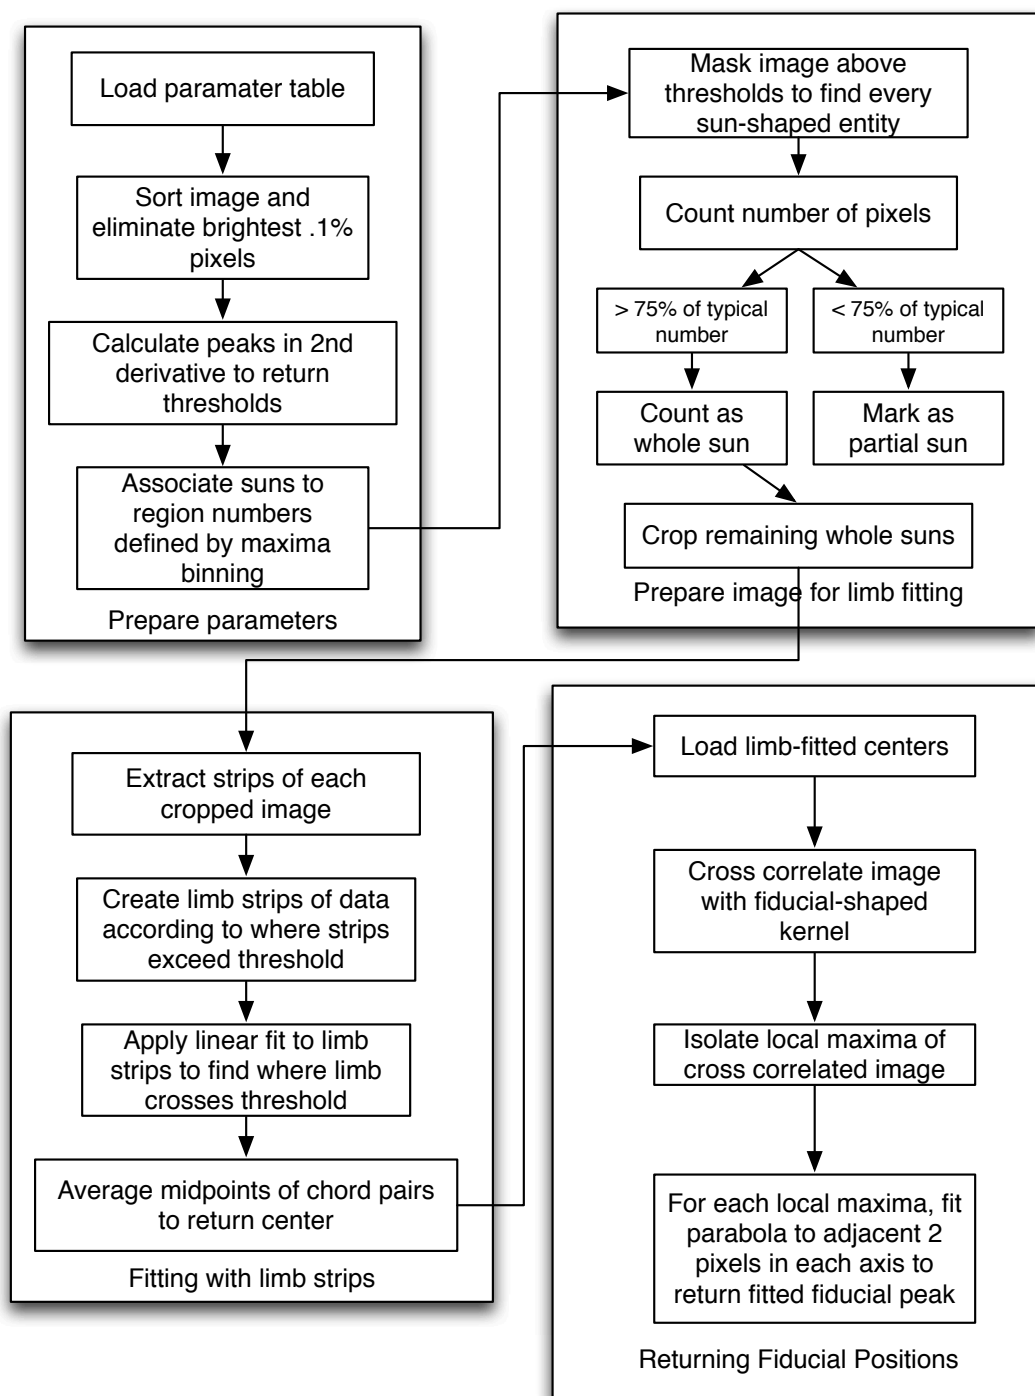 Load paramater table
Sort image and
eliminate brightest .1%
pixels
Calculate peaks in 2nd
derivative to return
thresholds
Associate suns to
region numbers
defined by maxima
binning
Prepare parameters
Mask image above
thresholds to find every
sun-shaped entity
Count number of pixels
> 75% of typical
number
< 75% of typical
number
Count as
whole sun
Mark as
partial sun
Crop remaining whole suns
Prepare image for limb fitting
Extract strips of each
cropped image
Create limb strips of data
according to where strips
exceed threshold
Apply linear fit to limb
strips to find where limb
crosses threshold
Average midpoints of chord pairs
to return center
Fitting with limb strips
Load limb-fitted centers
Cross correlate image
with fiducial-shaped
kernel
Isolate local maxima of
cross correlated image
For each local maxima, fit
parabola to adjacent 2
pixels in each axis to
return fitted fiducial peak
Returning Fiducial Positions